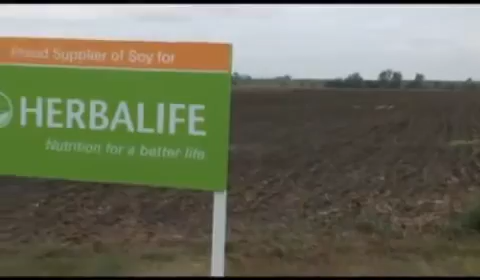 Proud Supplier of Soy for
HERBALIFE
Nutrition for a better life.